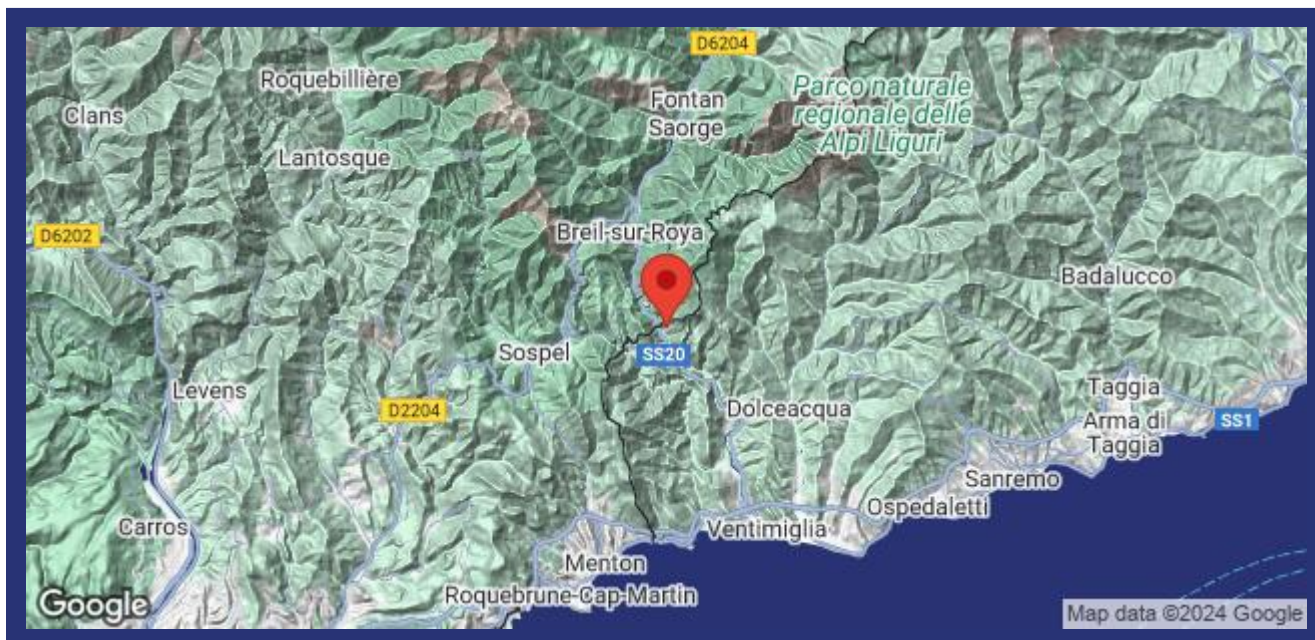 D6204
Roquebillière
Parco naturale
regionale delle
Alpi Liguri
Fontan
Saorge
Clans
Lantosque
D6202
Breil-sur-Roya
Badalucco
Sospel
SS20
Levens
Taggia
D2204
Dolceacqua
SS1
Arma di
Taggia
Sanremo
Ospedaletti
Carros
Ventimiglia
Menton
Roquebrune-Cap-Martin
Google
Map data ©2024 Google